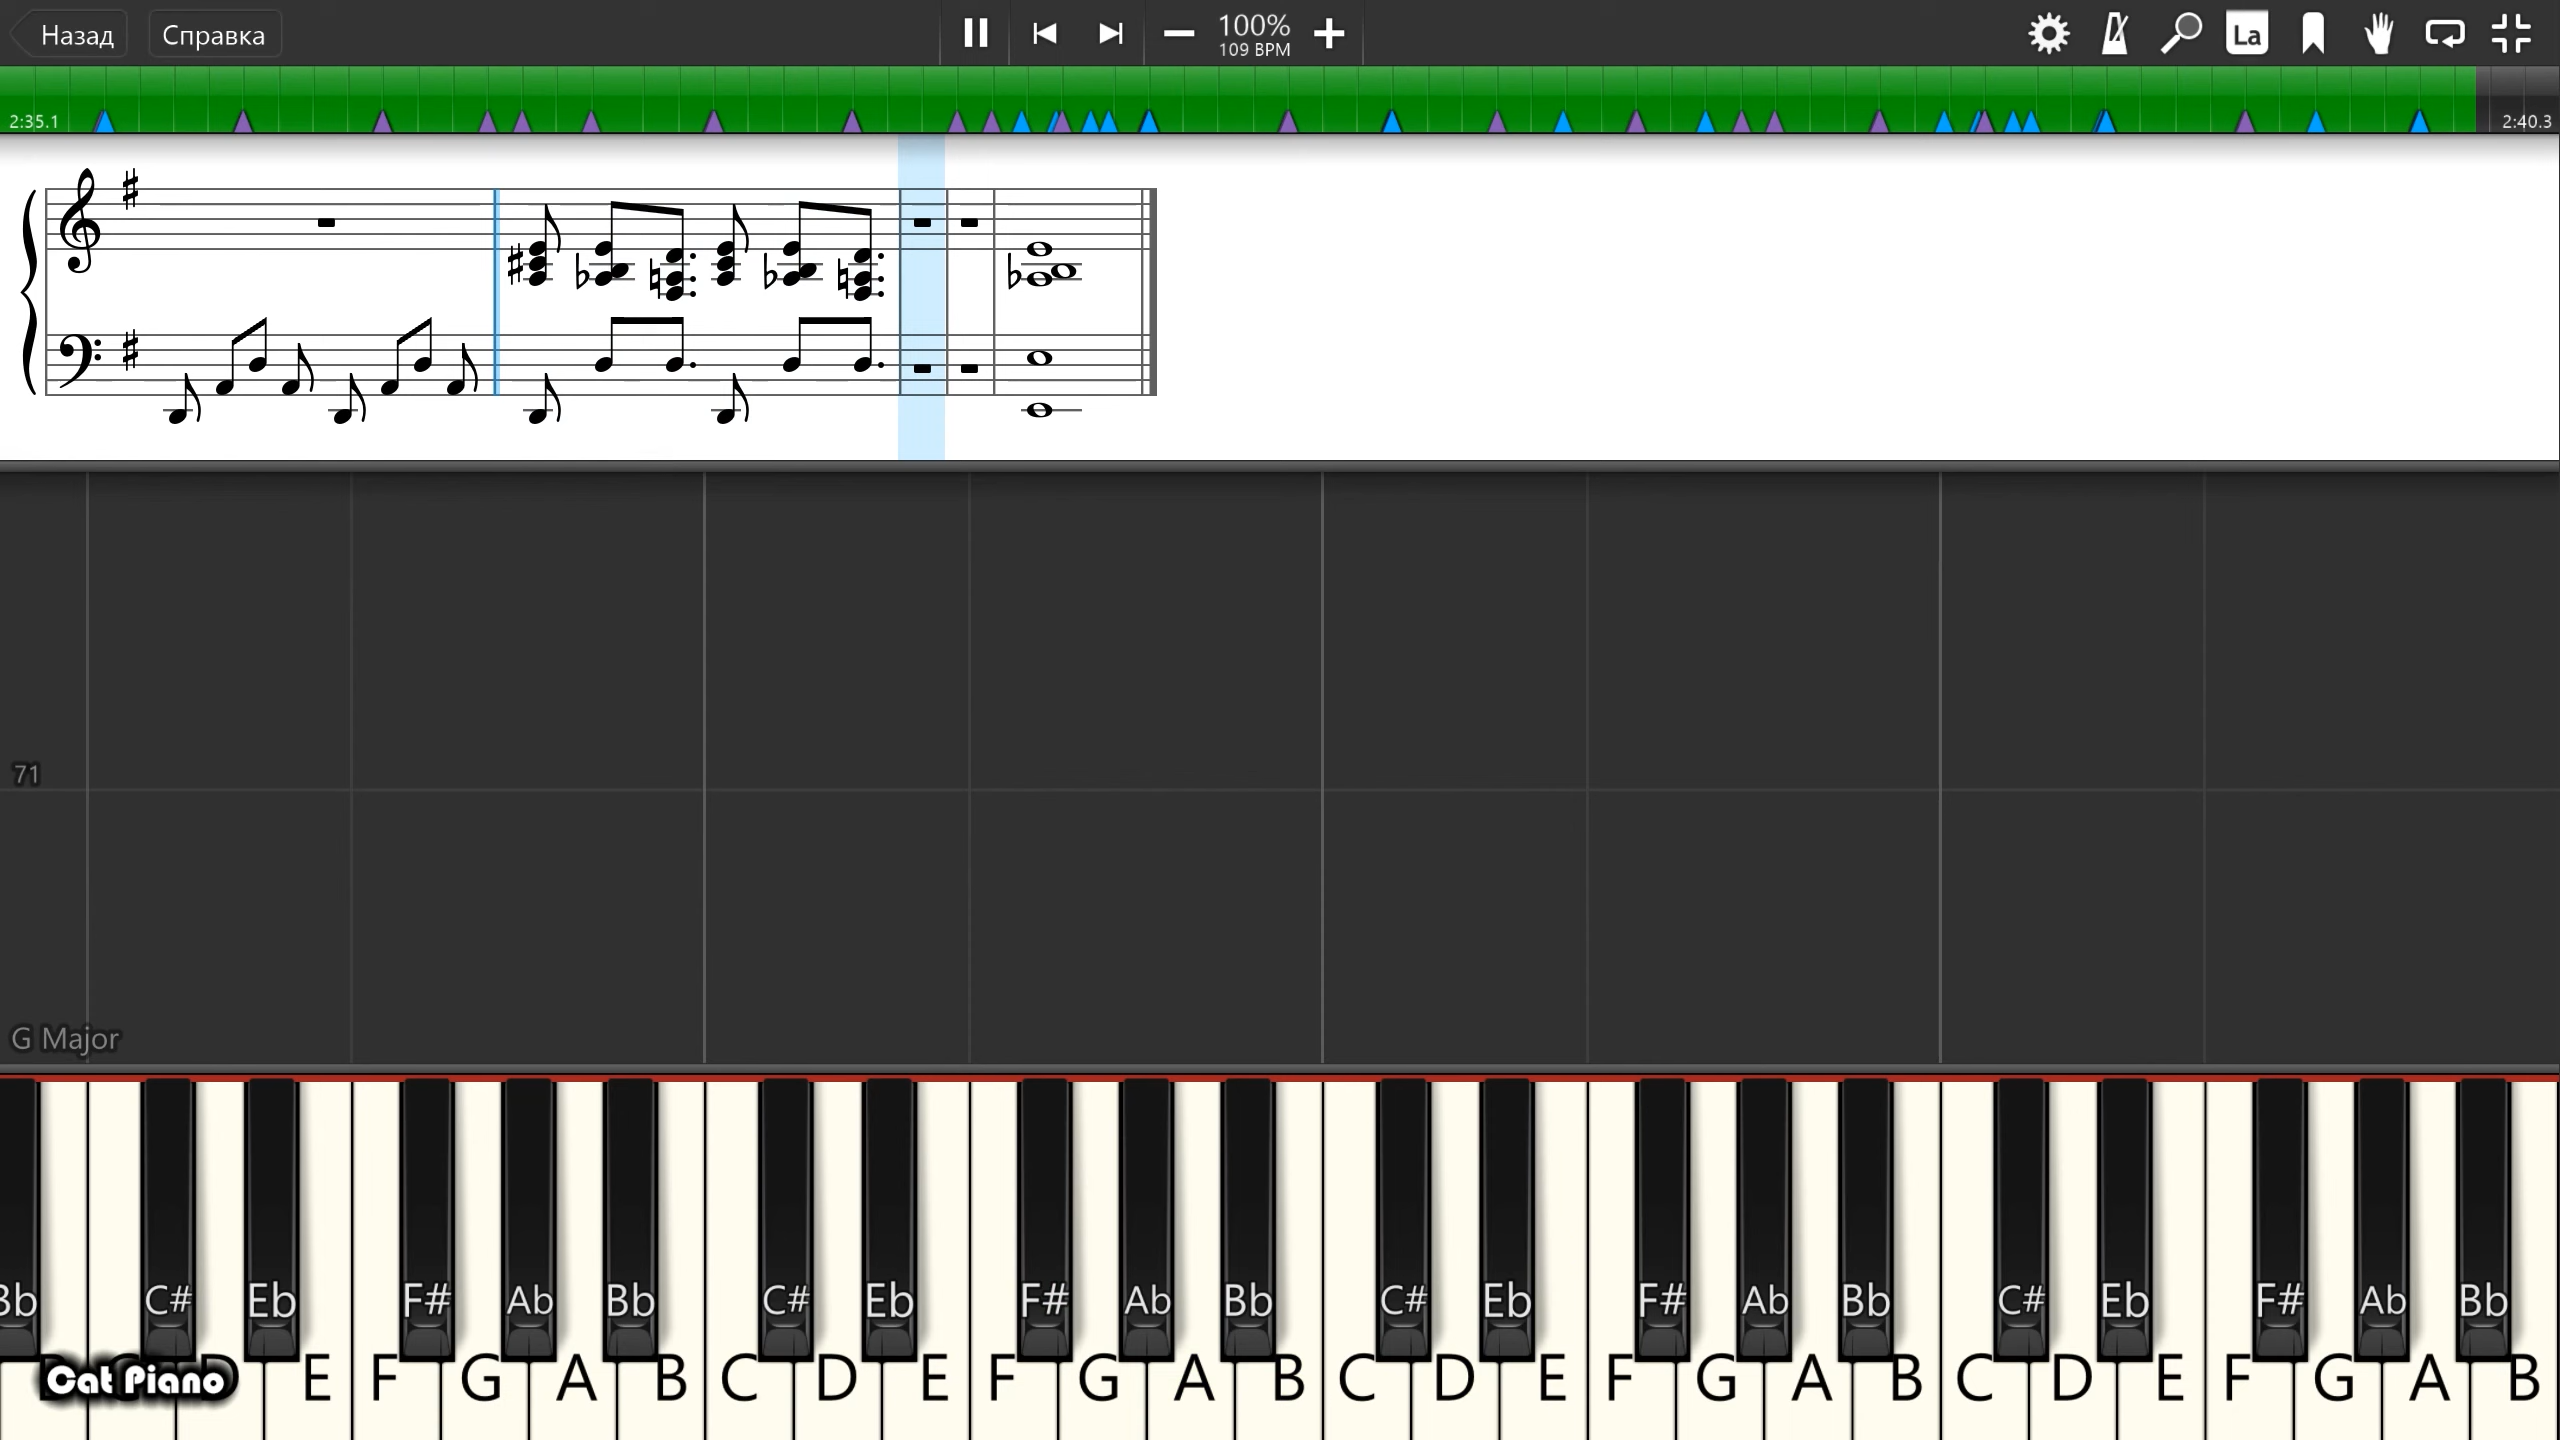 Назад Справка 100% La
109 BPM
2:35.1 2:40.3
71
G Major
Bb C# Eb F# Ab Bb C# Eb F# Ab Bb C# Eb F# Ab Bb C# Eb F# Ab Bb
D E F G A B C D E F G A B C D E F G A B C D E F G A B
Cat Piano